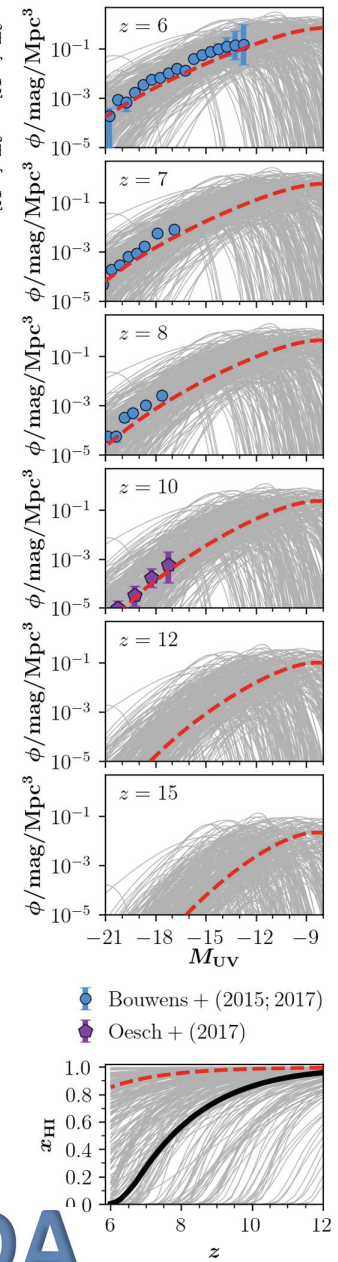 z = 6
ϕ/mag/Mpc³
10⁻¹
10⁻³
10⁻⁵
z = 7
ϕ/mag/Mpc³
10⁻¹
10⁻³
10⁻⁵
z = 8
ϕ/mag/Mpc³
10⁻¹
10⁻³
10⁻⁵
z = 10
ϕ/mag/Mpc³
10⁻¹
10⁻³
10⁻⁵
z = 12
ϕ/mag/Mpc³
10⁻¹
10⁻³
10⁻⁵
z = 15
ϕ/mag/Mpc³
10⁻¹
10⁻³
10⁻⁵
−21 −18 −15 −12 −9
M_UV
Bouwens + (2015; 2017)
Oesch + (2017)
x_HI
1.0
0.8
0.6
0.4
0.2
0.0
6 8 10 12
z